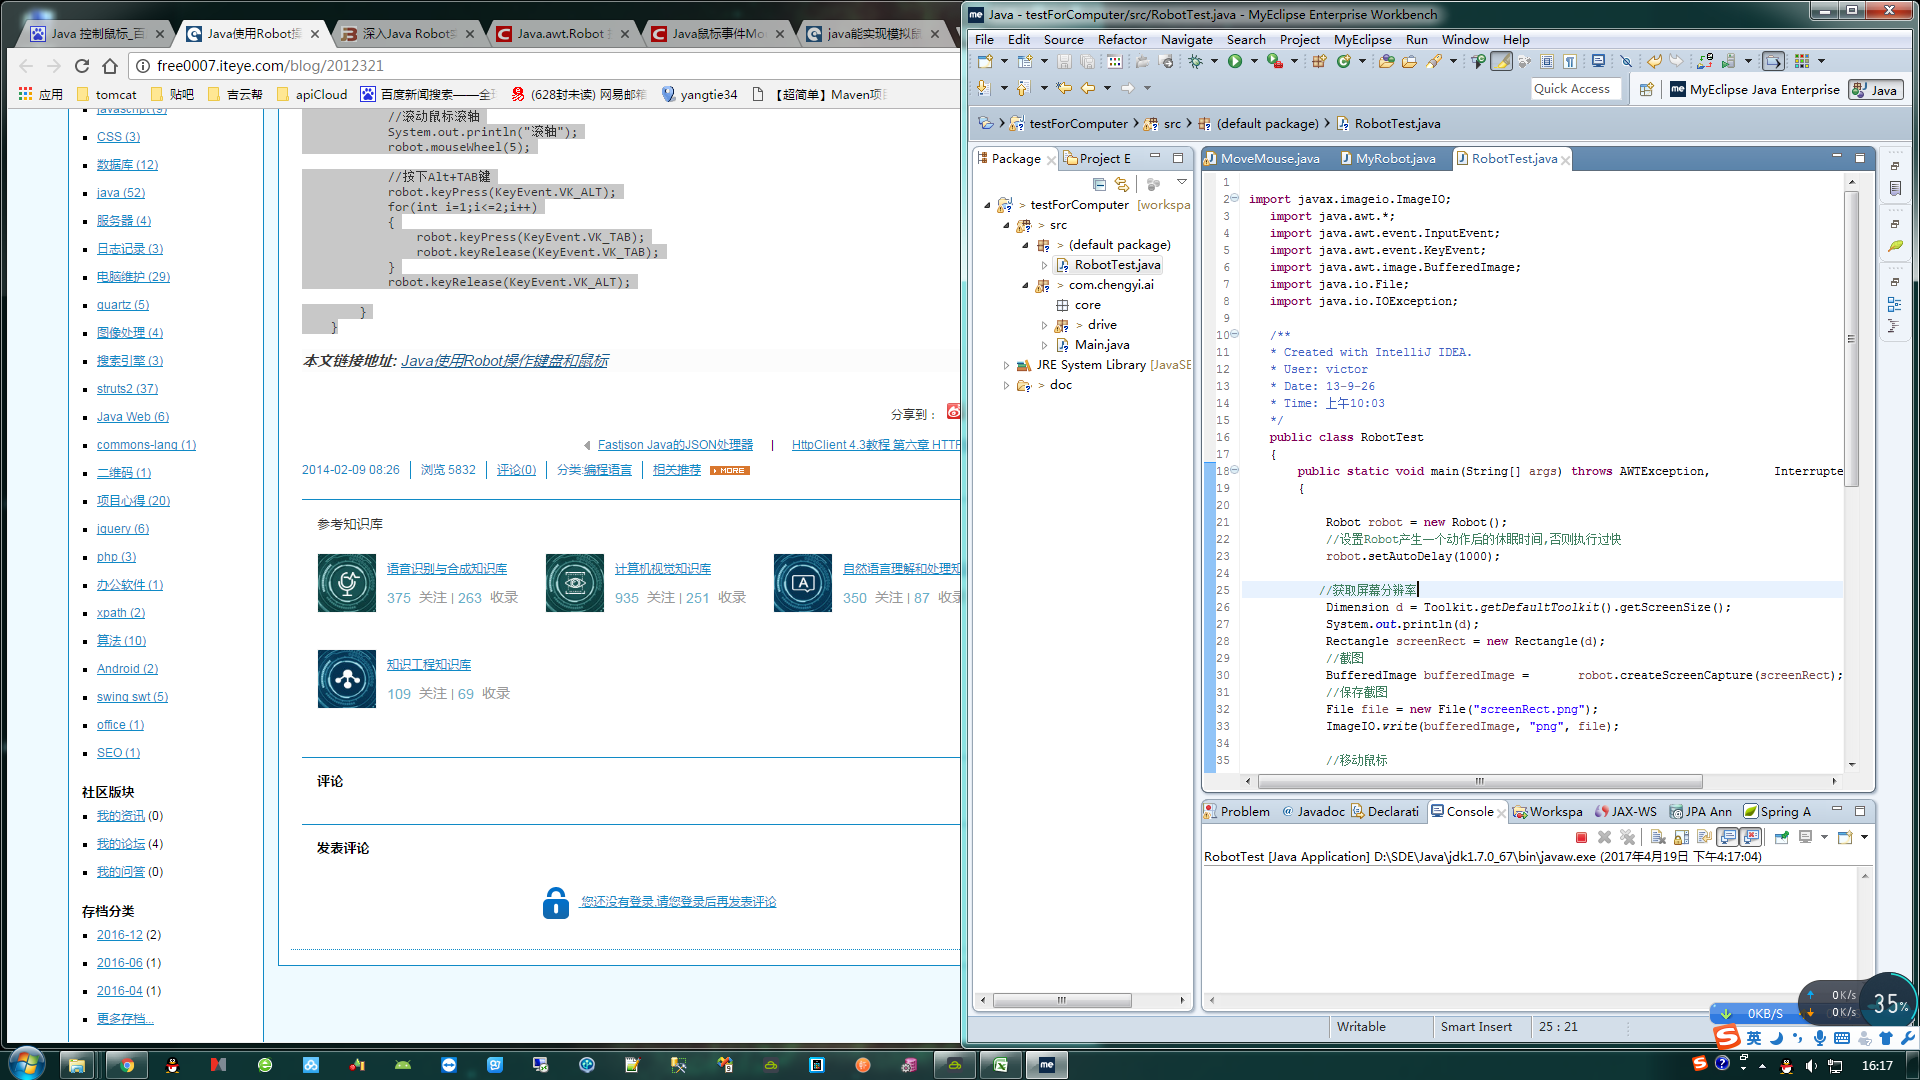 Java 控制鼠标_百
Java使用Robot操
深入Java Robot实
Java.awt.Robot
Java鼠标事件Mo
java能实现模拟鼠
free0007.iteye.com/blog/2012321
应用
tomcat
贴吧
吉云帮
apiCloud
百度新闻搜索——全
(628封未读) 网易邮箱
yangtie34
【超简单】Maven项目
javascript (9)
CSS (3)
数据库 (12)
java (52)
服务器 (4)
日志记录 (3)
电脑维护 (29)
quartz (5)
图像处理 (4)
搜索引擎 (3)
struts2 (37)
Java Web (6)
commons-lang (1)
二维码 (1)
项目心得 (20)
jquery (6)
php (3)
办公软件 (1)
xpath (2)
算法 (10)
Android (2)
swing swt (5)
office (1)
SEO (1)
社区版块
我的资讯 (0)
我的论坛 (4)
我的问答 (0)
存档分类
2016-12 (2)
2016-06 (1)
2016-04 (1)
更多存档...
//滚动鼠标滚轴
System.out.println("滚轴");
robot.mouseWheel(5);
//按下Alt+TAB键
robot.keyPress(KeyEvent.VK_ALT);
for(int i=1;i<=2;i++)
{
robot.keyPress(KeyEvent.VK_TAB);
robot.keyRelease(KeyEvent.VK_TAB);
}
robot.keyRelease(KeyEvent.VK_ALT);
}
}
本文链接地址: Java使用Robot操作键盘和鼠标
分享到：
Fastison Java的JSON处理器 | HttpClient 4.3教程 第六章 HTTP
2014-02-09 08:26 | 浏览 5832 | 评论(0) | 分类:编程语言 | 相关推荐 MORE
参考知识库
语音识别与合成知识库
375 关注 | 263 收录
计算机视觉知识库
935 关注 | 251 收录
自然语言理解和处理知
350 关注 | 87 收
知识工程知识库
109 关注 | 69 收录
评论
发表评论
您还没有登录,请您登录后再发表评论
Java - testForComputer/src/RobotTest.java - MyEclipse Enterprise Workbench
File Edit Source Refactor Navigate Search Project MyEclipse Run Window Help
Quick Access
MyEclipse Java Enterprise
Java
testForComputer
src
(default package)
RobotTest.java
Package
Project E
> testForComputer [workspa
> src
> (default package)
RobotTest.java
> com.chengyi.ai
core
> drive
Main.java
JRE System Library [JavaSE
> doc
MoveMouse.java
MyRobot.java
RobotTest.java
1
2 import javax.imageio.ImageIO;
3 import java.awt.*;
4 import java.awt.event.InputEvent;
5 import java.awt.event.KeyEvent;
6 import java.awt.image.BufferedImage;
7 import java.io.File;
8 import java.io.IOException;
9
10 /**
11 * Created with IntelliJ IDEA.
12 * User: victor
13 * Date: 13-9-26
14 * Time: 上午10:03
15 */
16 public class RobotTest
17 {
18 public static void main(String[] args) throws AWTException, Interrupte
19 {
20
21 Robot robot = new Robot();
22 //设置Robot产生一个动作后的休眠时间,否则执行过快
23 robot.setAutoDelay(1000);
24
25 //获取屏幕分辨率
26 Dimension d = Toolkit.getDefaultToolkit().getScreenSize();
27 System.out.println(d);
28 Rectangle screenRect = new Rectangle(d);
29 //截图
30 BufferedImage bufferedImage = robot.createScreenCapture(screenRect);
31 //保存截图
32 File file = new File("screenRect.png");
33 ImageIO.write(bufferedImage, "png", file);
34
35 //移动鼠标
Problem
Javadoc
Declarati
Console
Workspa
JAX-WS
JPA Ann
Spring A
RobotTest [Java Application] D:\SDE\Java\jdk1.7.0_67\bin\javaw.exe (2017年4月19日 下午4:17:04)
Writable
Smart Insert
25 : 21
0KB/S
0K/s
0K/s
35%
英
16:17